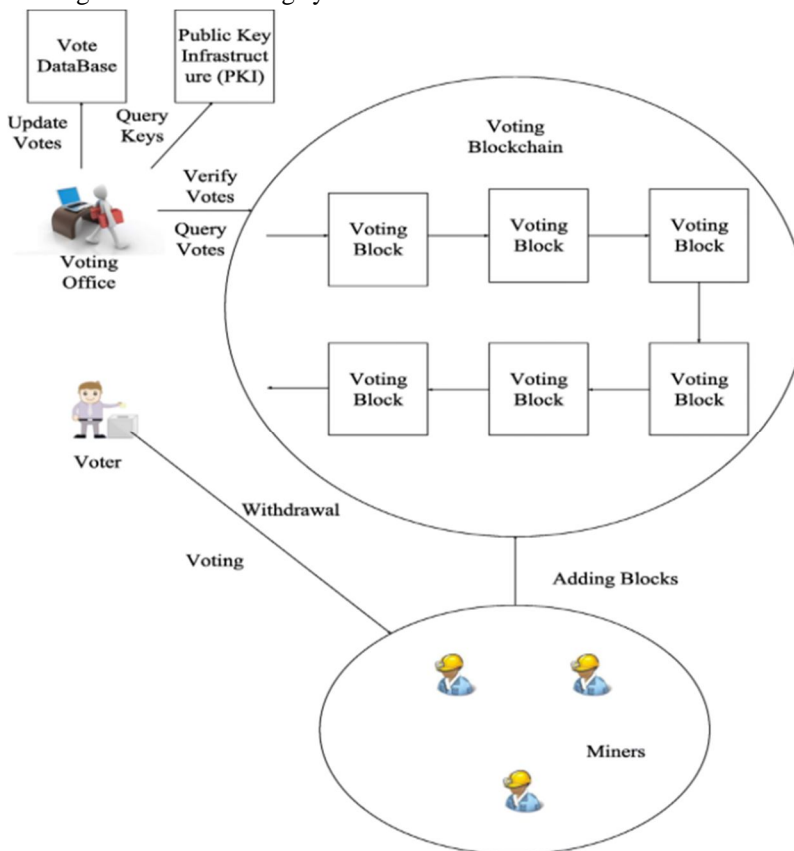 Vote
DataBase
Public Key
Infrastruct
ure (PKI)
Update
Votes
Query
Keys
Verify
Votes
Query
Votes
Voting
Office
Voting
Blockchain
Voting
Block
Voting
Block
Voting
Block
Voting
Block
Voting
Block
Voting
Block
Voter
Withdrawal
Voting
Adding Blocks
Miners